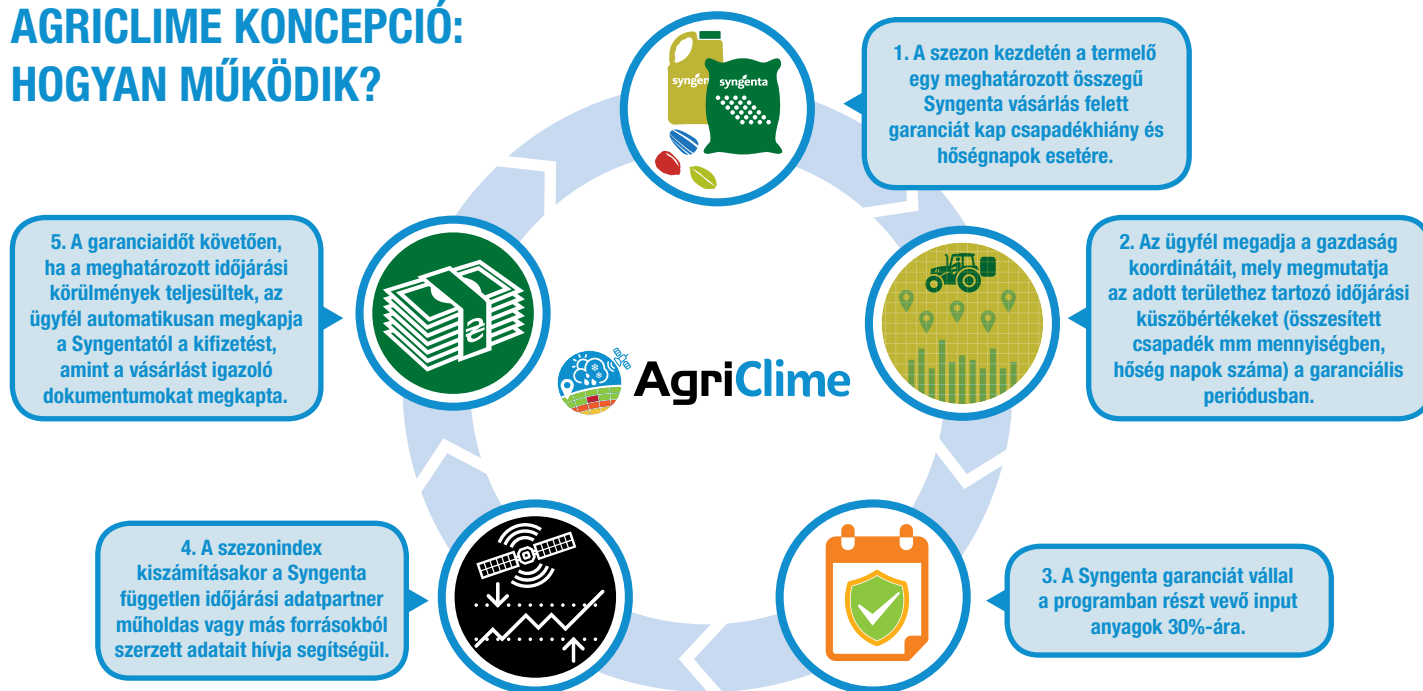 AGRICLIME KONCEPCIÓ:
HOGYAN MŰKÖDIK?
syngen
syngenta
1. A szezon kezdetén a termelő
egy meghatározott összegű
Syngenta vásárlás felett
garanciát kap csapadékhiány és
hőségnapok esetére.
2. Az ügyfél megadja a gazdaság
koordinátáit, mely megmutatja
az adott területhez tartozó időjárási
küszöbértékeket (összesített
csapadék mm mennyiségben,
hőség napok száma) a garanciális
periódusban.
3. A Syngenta garanciát vállal
a programban részt vevő input
anyagok 30%-ára.
4. A szezonindex
kiszámításakor a Syngenta
független időjárási adatpartner
műholdas vagy más forrásokból
szerzett adatait hívja segítségül.
5. A garanciaidőt követően,
ha a meghatározott időjárási
körülmények teljesültek, az
ügyfél automatikusan megkapja
a Syngentatól a kifizetést,
amint a vásárlást igazoló
dokumentumokat megkapta.
₴
AgriClime